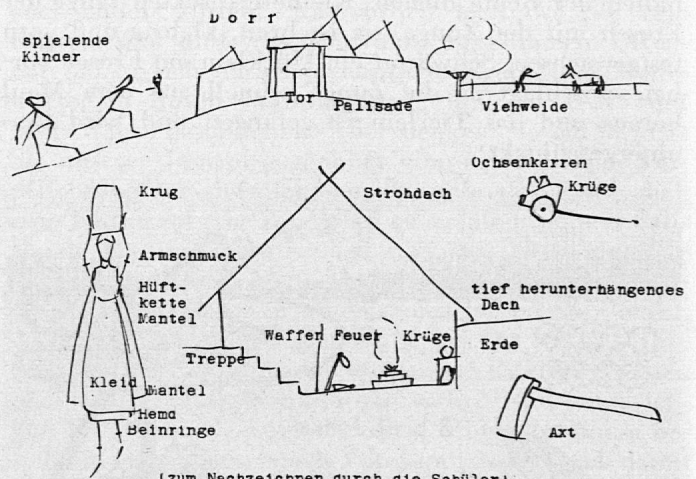 Dorf
spielende
Kinder
Tor
Palisade
Viehweide
Ochsenkarren
Krüge
Krug
Strohdach
Armschmuck
Hüft-
kette
Mantel
tief herunterhängendes
Dach
Waffen Feuer Krüge
Erde
Treppe
Kleid
Mantel
Hemd
Beinringe
Axt
(zum Nachzeichnen durch die Schüler)